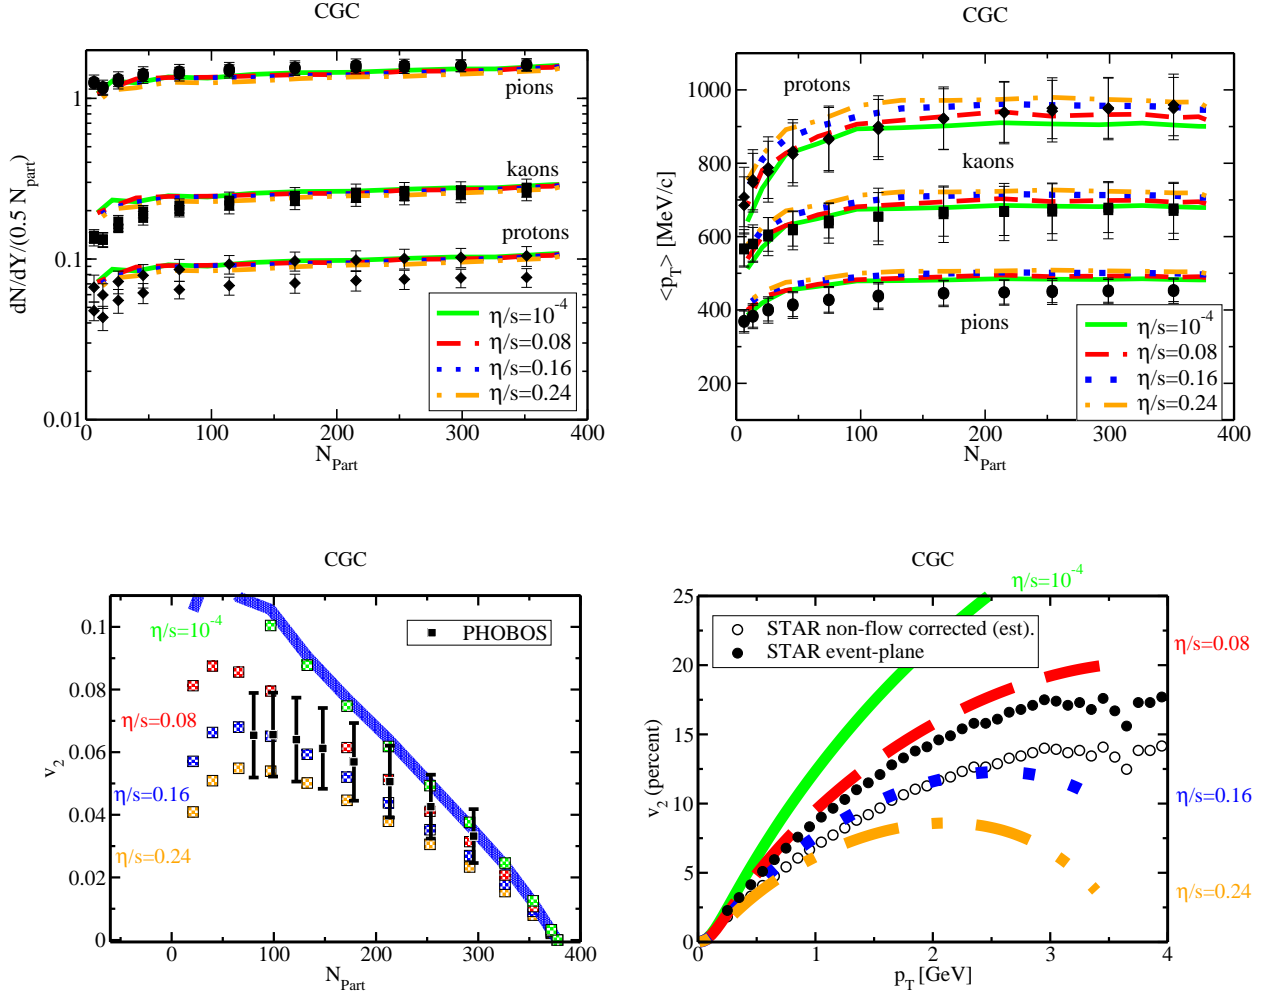 CGC
1
0.1
0.01
dN/dY/(0.5 N_part)
pions
kaons
protons
η/s=10^-4
η/s=0.08
η/s=0.16
η/s=0.24
0 100 200 300 400
N_Part
CGC
1000
800
600
400
200
<p_T> [MeV/c]
protons
kaons
pions
η/s=10^-4
η/s=0.08
η/s=0.16
η/s=0.24
0 100 200 300 400
N_Part
CGC
0.1
0.08
0.06
0.04
0.02
0
v_2
η/s=10^-4
η/s=0.08
η/s=0.16
η/s=0.24
PHOBOS
0 100 200 300 400
N_Part
CGC
25
20
15
10
5
0
v_2 (percent)
STAR non-flow corrected (est).
STAR event-plane
η/s=10^-4
η/s=0.08
η/s=0.16
η/s=0.24
0 1 2 3 4
p_T [GeV]